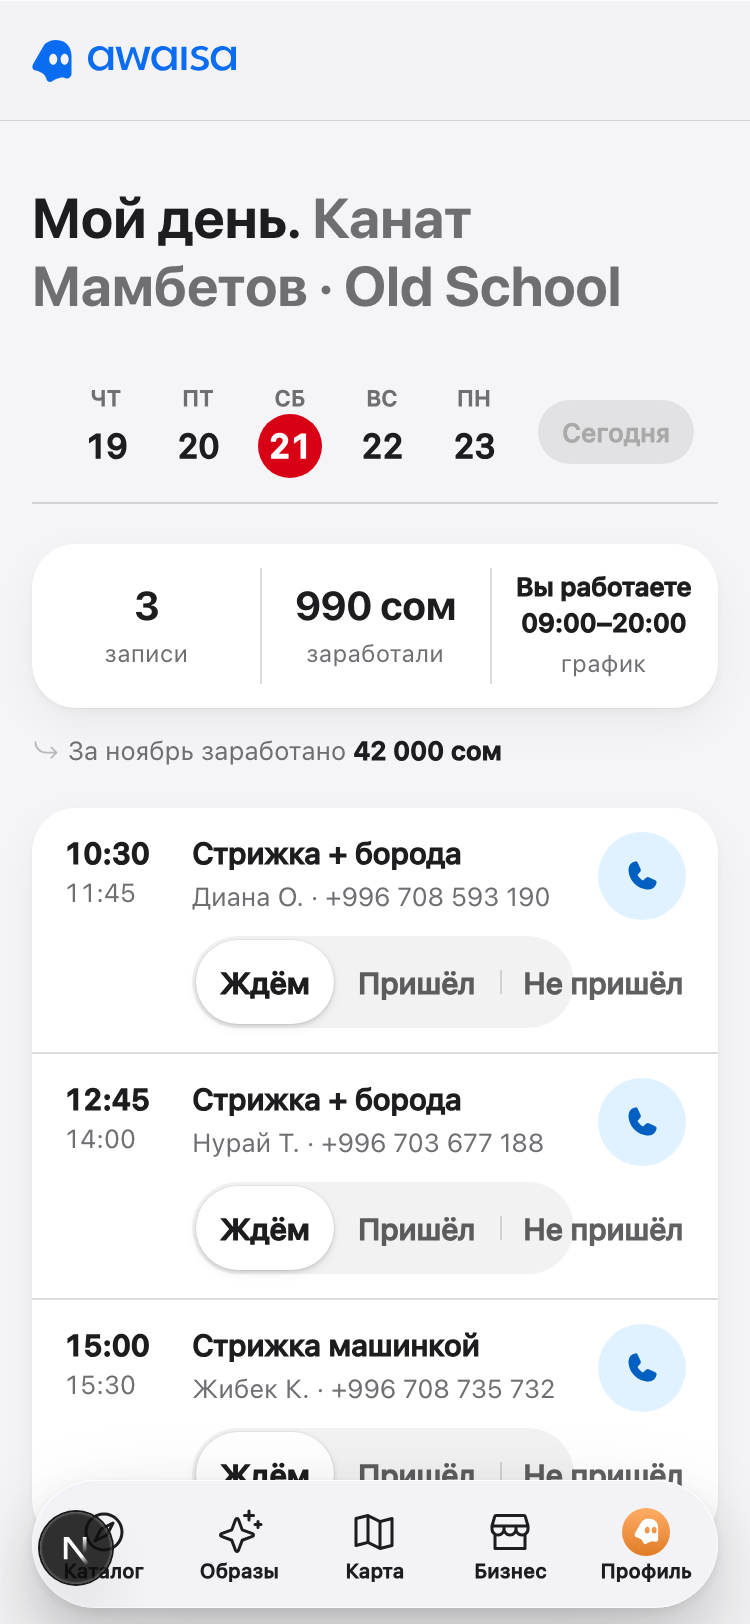 awaisa
Мой день. Канат
Мамбетов · Old School
ЧТ ПТ СБ ВС ПН
19 20 21 22 23 Сегодня
3 990 сом Вы работаете
09:00–20:00
записи заработали график
За ноябрь заработано 42 000 сом
10:30 Стрижка + борода
11:45 Диана О. · +996 708 593 190
Ждём Пришёл Не пришёл
12:45 Стрижка + борода
14:00 Нурай Т. · +996 703 677 188
Ждём Пришёл Не пришёл
15:00 Стрижка машинкой
15:30 Жибек К. · +996 708 735 732
Ждём Пришёл Не пришёл
N
Каталог Образы Карта Бизнес Профиль